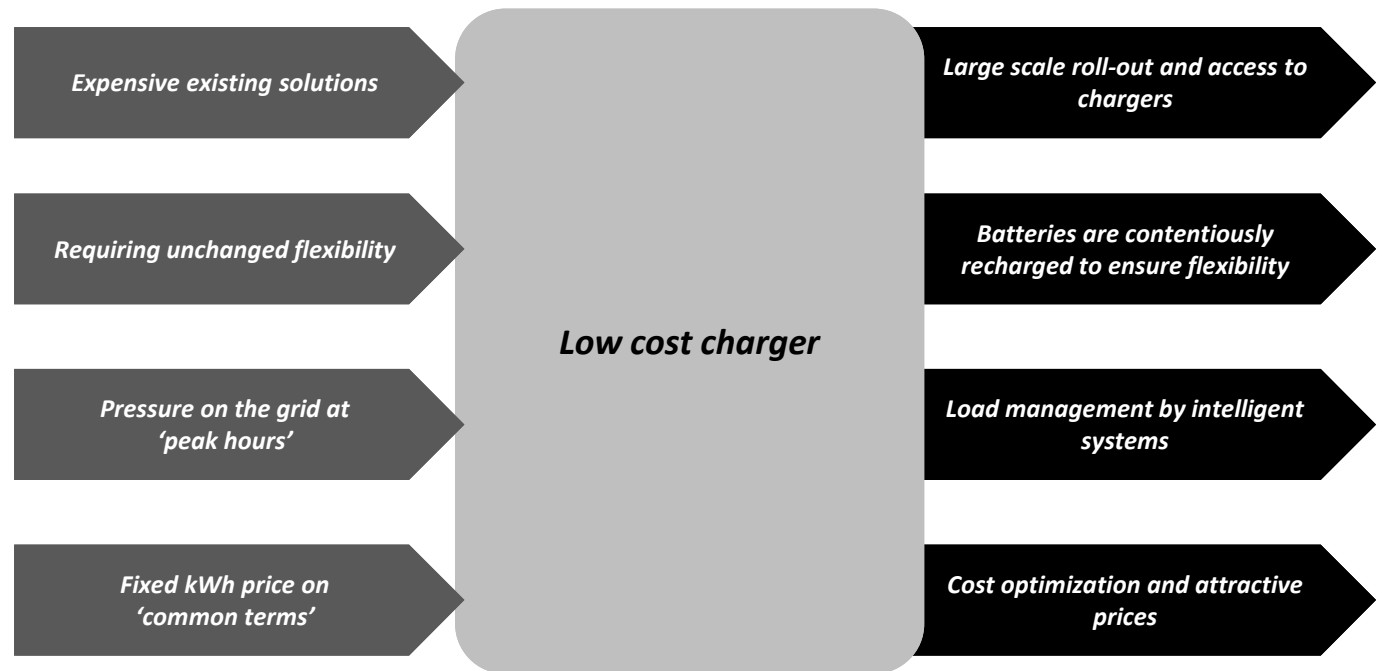 Expensive existing solutions
Requiring unchanged flexibility
Pressure on the grid at
‘peak hours’
Fixed kWh price on
‘common terms’
Low cost charger
Large scale roll-out and access to
chargers
Batteries are contentiously
recharged to ensure flexibility
Load management by intelligent
systems
Cost optimization and attractive
prices